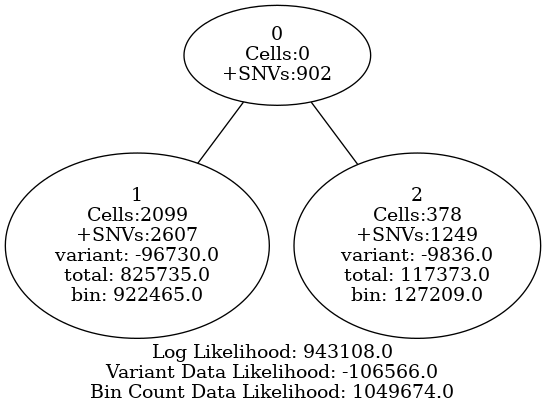 0
Cells:0
+SNVs:902
1
Cells:2099
+SNVs:2607
variant: -96730.0
total: 825735.0
bin: 922465.0
2
Cells:378
+SNVs:1249
variant: -9836.0
total: 117373.0
bin: 127209.0
Log Likelihood: 943108.0
Variant Data Likelihood: -106566.0
Bin Count Data Likelihood: 1049674.0